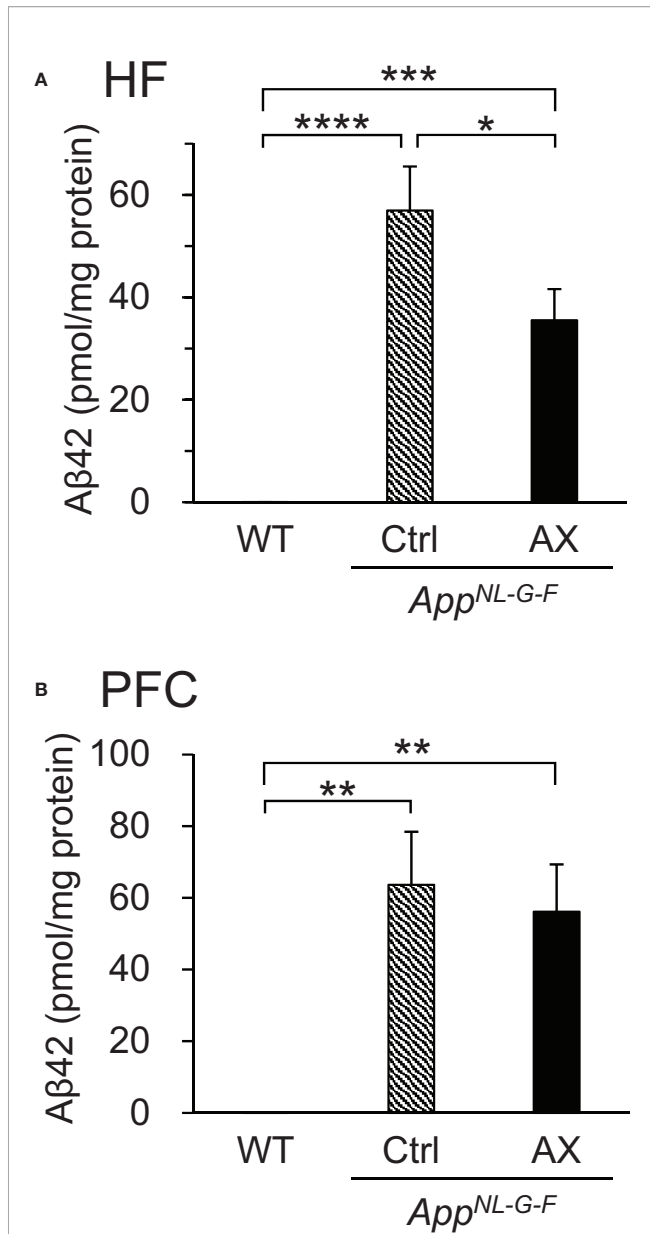 A HF
***
**** *
Aβ42 (pmol/mg protein)
60
40
20
0
WT Ctrl AX
App^NL-G-F
B PFC
Aβ42 (pmol/mg protein)
100
**
**
80
60
40
20
0
WT Ctrl AX
App^NL-G-F